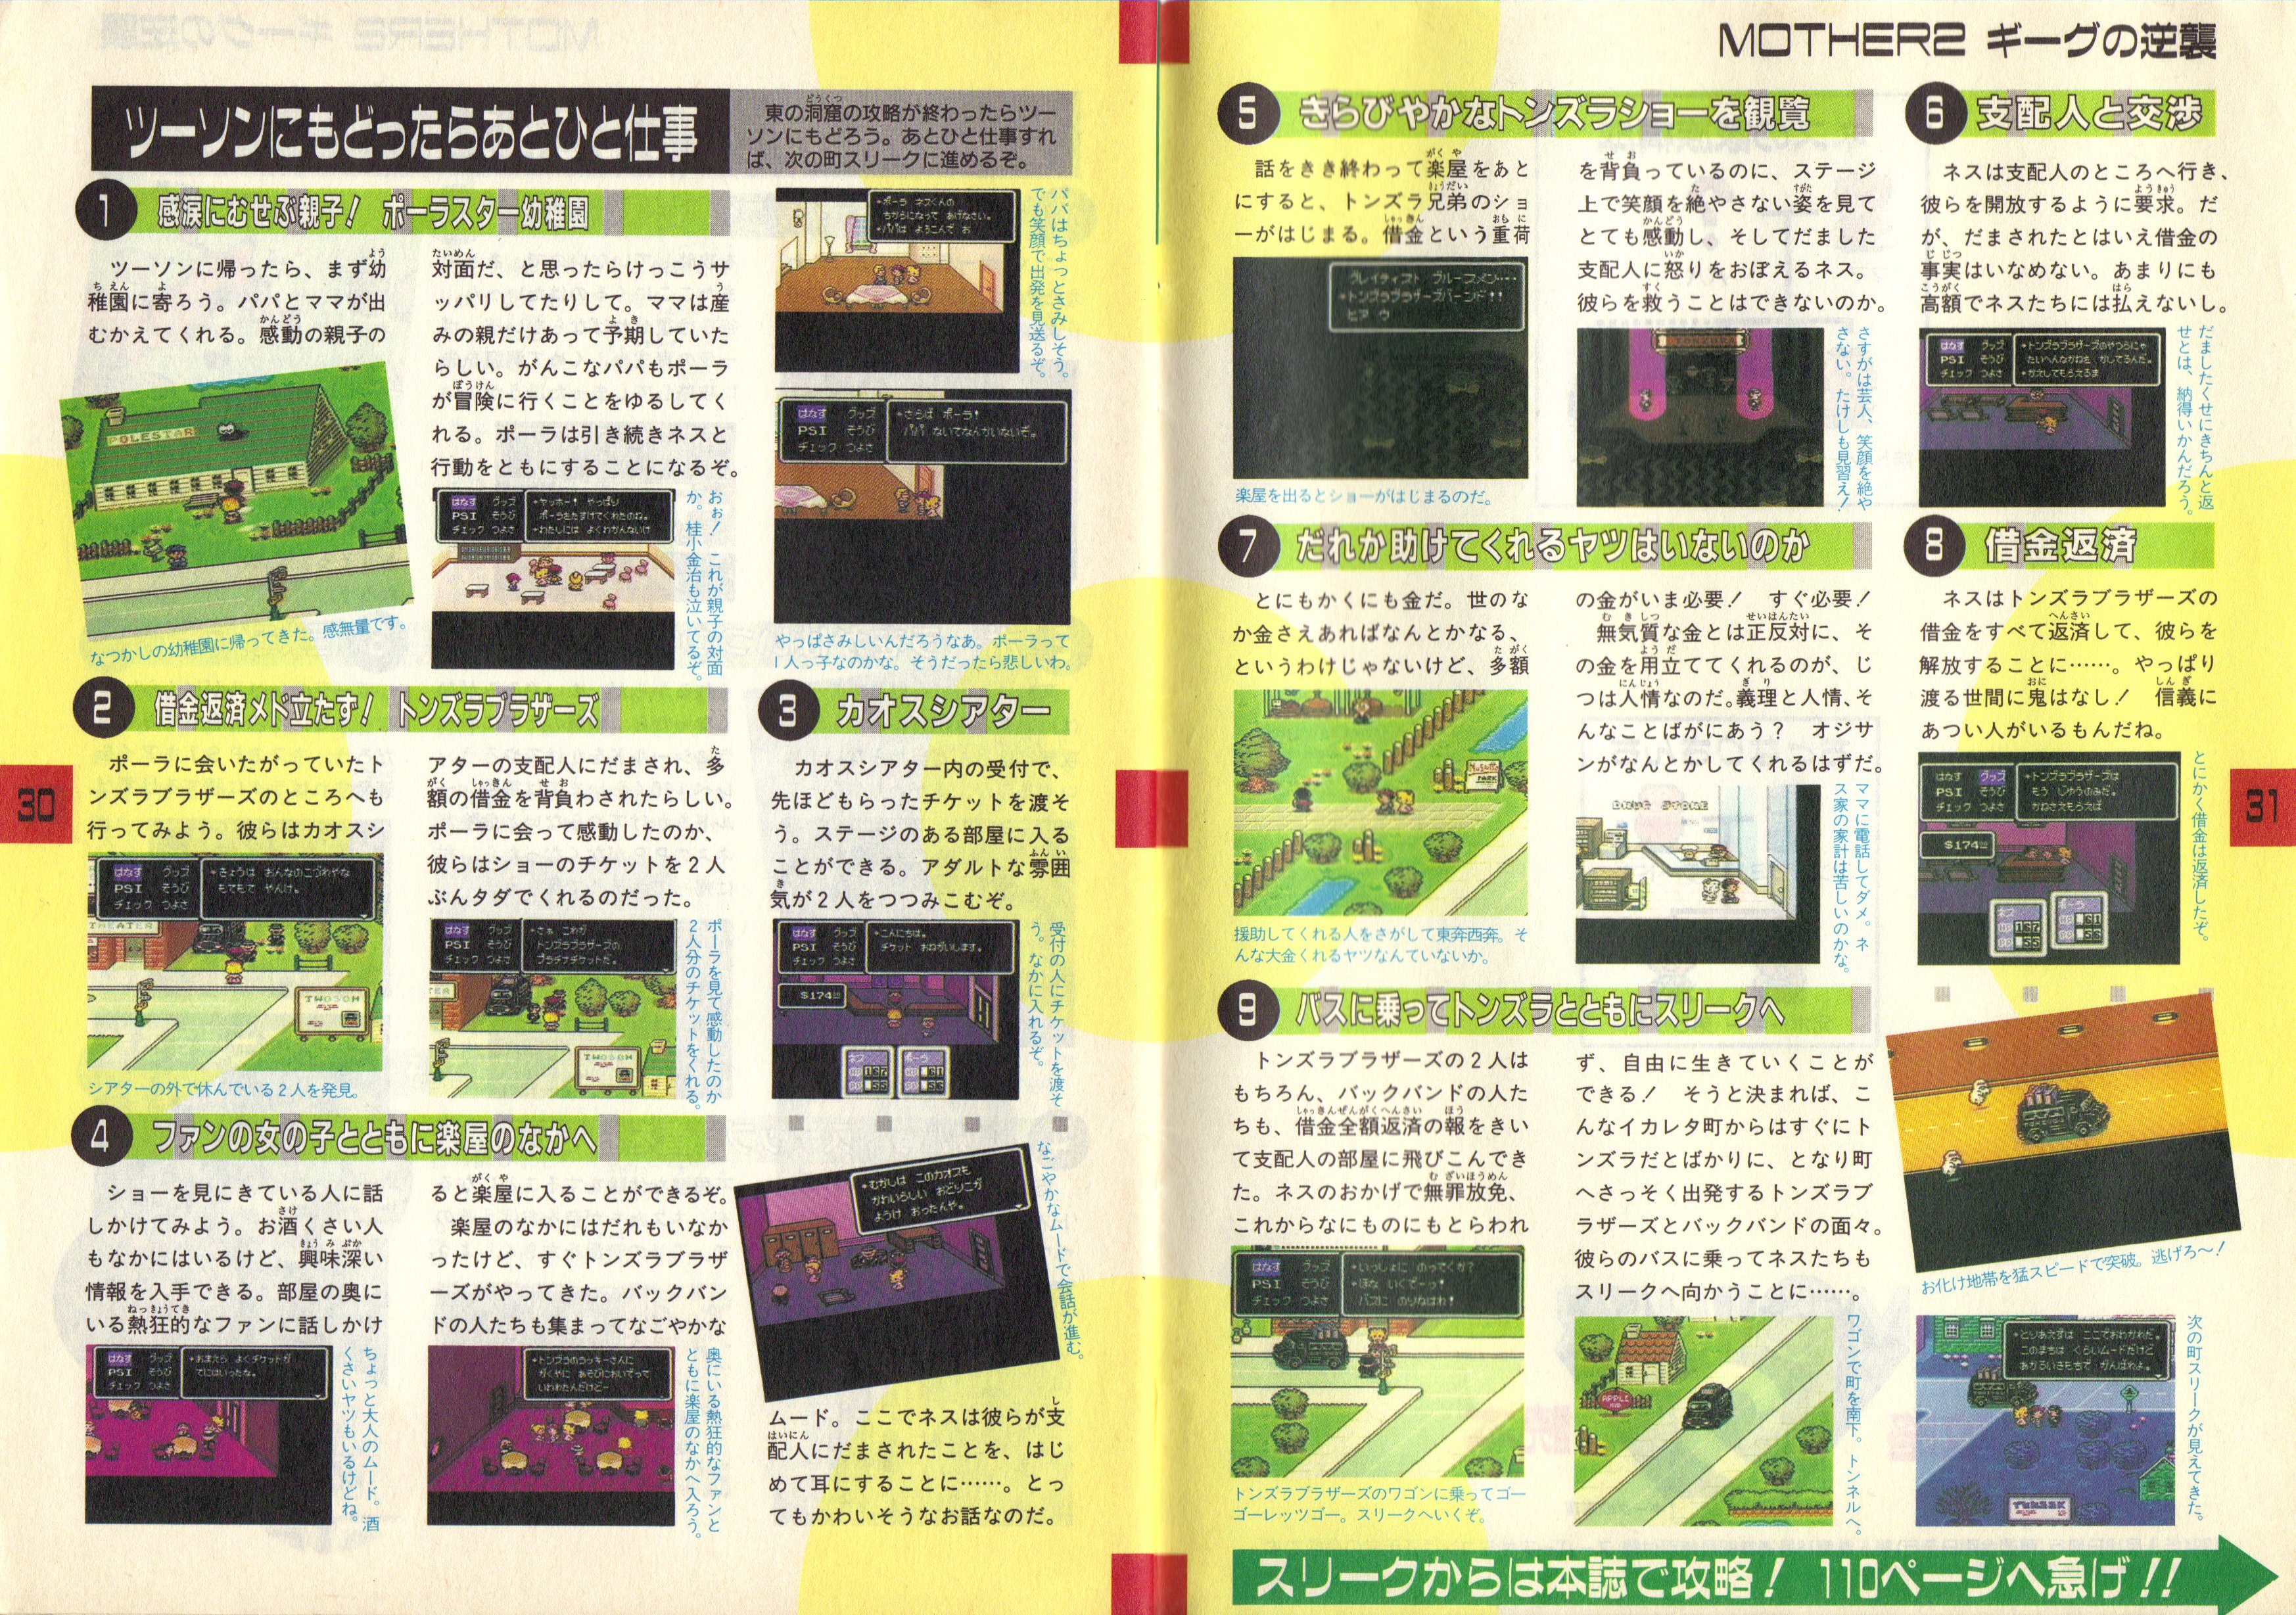 MOTHER2 ギーグの逆襲
ツーソンにもどったらあとひと仕事
東の洞窟の攻略が終わったらツー
ソンにもどろう。あとひと仕事すれ
ば、次の町スリークに進めるぞ。
1 感涙にむせぶ親子！ ポーラスター幼稚園
ツーソンに帰ったら、まず幼
稚園に寄ろう。パパとママが出
むかえてくれる。感動の親子の
対面だ、と思ったらけっこうサ
ッパリしてたりして。ママは産
みの親だけあって予期していた
らしい。がんこなパパもポーラ
が冒険に行くことをゆるしてく
れる。ポーラは引き続きネスと
行動をともにすることになるぞ。
POLESTAR
なつかしの幼稚園に帰ってきた。感無量です。
はなす グッズ
PSI そうび
チェック つよさ
ヤッホー！ やっぱり
ポーラをたすけてくれたのね。
わたしには よくわかんないけ
おぉ！ これが親子の対面
か。桂小金治も泣いてるぞ。
ポーラ ネスくんの
ちからになって あげなさい。
パパは よろこんで お
パパはちょっとさみしそう。
でも笑顔で出発を見送るぞ。
はなす グッズ
PSI そうび
チェック つよさ
さらば ポーラ！
パパ ないてなんかいないぞ。
やっぱさみしいんだろうなあ。ポーラって
1人っ子なのかな。そうだったら悲しいわ。
2 借金返済メド立たず！ トンズラブラザーズ
ポーラに会いたがっていたト
ンズラブラザーズのところへも
行ってみよう。彼らはカオスシ
アターの支配人にだまされ、多
額の借金を背負わされたらしい。
ポーラに会って感動したのか、
彼らはショーのチケットを2人
ぶんタダでくれるのだった。
はなす グッズ
PSI そうび
チェック つよさ
きょうは おんなのこづれやな
もてもて やんけ。
THEATER
TWOSON
シアターの外で休んでいる2人を発見。
はなす グッズ
PSI そうび
チェック つよさ
さぁ これが
トンズラブラザーズの
プラチナチケットだ。
TWOSON
ポーラを見て感動したのか
2人分のチケットをくれる。
3 カオスシアター
カオスシアター内の受付で、
先ほどもらったチケットを渡そ
う。ステージのある部屋に入る
ことができる。アダルトな雰囲
気が2人をつつみこむぞ。
はなす グッズ
PSI そうび
チェック つよさ
こんにちは。
チケット おねがいします。
$174
ネス ポーラ
HP 167 HP 61
PP 55 PP 56
受付の人にチケットを渡そ
う。なかに入れるぞ。
4 ファンの女の子とともに楽屋のなかへ
ショーを見にきている人に話
しかけてみよう。お酒くさい人
もなかにはいるけど、興味深い
情報を入手できる。部屋の奥に
いる熱狂的なファンに話しかけ
ると楽屋に入ることができるぞ。
楽屋のなかにはだれもいなか
ったけど、すぐトンズラブラザ
ーズがやってきた。バックバン
ドの人たちも集まってなごやかな
ムード。ここでネスは彼らが支
配人にだまされたことを、はじ
めて耳にすることに……。とっ
てもかわいそうなお話なのだ。
はなす グッズ
PSI そうび
チェック つよさ
おまえら よくチケットが
てにはいったな。
ちょっと大人のムード。酒
くさいヤツもいるけどね。
トンズラのラッキーさんに
がくやに あそびにおいでって
いわれたんだけど…
奥にいる熱狂的なファンと
ともに楽屋のなかへ入ろう。
むかしは このカオスも
かわいらしい おどりこが
ようけ おったんや。
なごやかなムードで会話が進む。
30
5 きらびやかなトンズラショーを観覧
話をきき終わって楽屋をあと
にすると、トンズラ兄弟のショ
ーがはじまる。借金という重荷
を背負っているのに、ステージ
上で笑顔を絶やさない姿を見て
とても感動し、そしてだました
支配人に怒りをおぼえるネス。
彼らを救うことはできないのか。
グレイティスト ブルースメン…
トンズラブラザーズバーンド！！
ヒア ウ
楽屋を出るとショーがはじまるのだ。
TONZURA
さすがは芸人、笑顔を絶や
さない。たけしも見習え！
6 支配人と交渉
ネスは支配人のところへ行き、
彼らを開放するように要求。だ
が、だまされたとはいえ借金の
事実はいなめない。あまりにも
高額でネスたちには払えないし。
はなす グッズ
PSI そうび
チェック つよさ
トンズラブラザーズのやつらにゃ
たいへんなかねを かしてるんだ。
かえしてもらえるま
だましたくせにきちんと返
せとは、納得いかんだろう。
7 だれか助けてくれるヤツはいないのか
とにもかくにも金だ。世のな
か金さえあればなんとかなる、
というわけじゃないけど、多額
の金がいま必要！ すぐ必要！
無気質な金とは正反対に、そ
の金を用立ててくれるのが、じ
つは人情なのだ。義理と人情、そ
んなことばがにあう？ オジサ
ンがなんとかしてくれるはずだ。
PARK
援助してくれる人をさがして東奔西奔。そ
んな大金くれるヤツなんていないか。
DRUG STORE
ママに電話してダメ。ネ
ス家の家計は苦しいのかな。
8 借金返済
ネスはトンズラブラザーズの
借金をすべて返済して、彼らを
解放することに……。やっぱり
渡る世間に鬼はなし！ 信義に
あつい人がいるもんだね。
はなす グッズ
PSI そうび
チェック つよさ
トンズラブラザーズは
もう じゆうのみだ。
かねさえもらえば
$174
ネス ポーラ
HP 167 HP 61
PP 55 PP 56
とにかく借金は返済したぞ。
9 バスに乗ってトンズラとともにスリークへ
トンズラブラザーズの2人は
もちろん、バックバンドの人た
ちも、借金全額返済の報をきい
て支配人の部屋に飛びこんでき
た。ネスのおかげで無罪放免、
これからなにものにもとらわれ
ず、自由に生きていくことが
できる！ そうと決まれば、こ
んなイカレタ町からはすぐにト
ンズラだとばかりに、となり町
へさっそく出発するトンズラブ
ラザーズとバックバンドの面々。
彼らのバスに乗ってネスたちも
スリークへ向かうことに……。
はなす グッズ
PSI そうび
チェック つよさ
いっしょに のってくか？
ほな いくでーっ！
バスに のりなはれ！
トンズラブラザーズのワゴンに乗ってゴー
ゴーレッツゴー。スリークへいくぞ。
APPLE
ワゴンで町を南下。トンネルへ。
お化け地帯を猛スピードで突破。逃げろ〜！
とりあえずは ここでおわかれだ。
このまちは くらいムードだけど
あかるいきもちで がんばれよ。
次の町スリークが見えてきた。
31
スリークからは本誌で攻略！ 110ページへ急げ!!